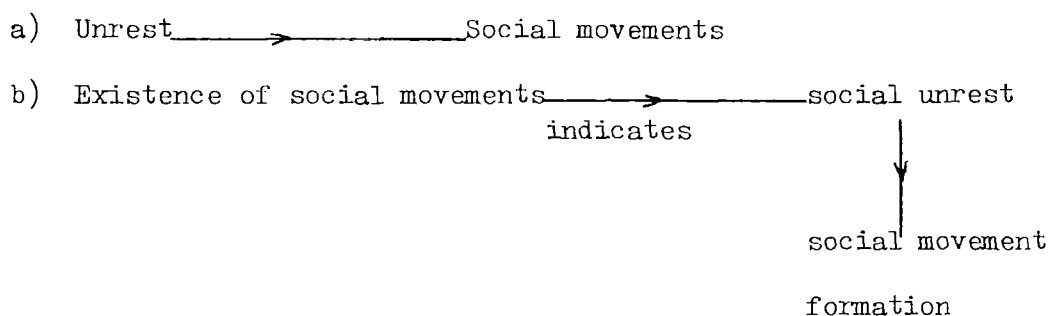 a) Unrest Social movements
b) Existence of social movements social unrest
indicates
social movement
formation